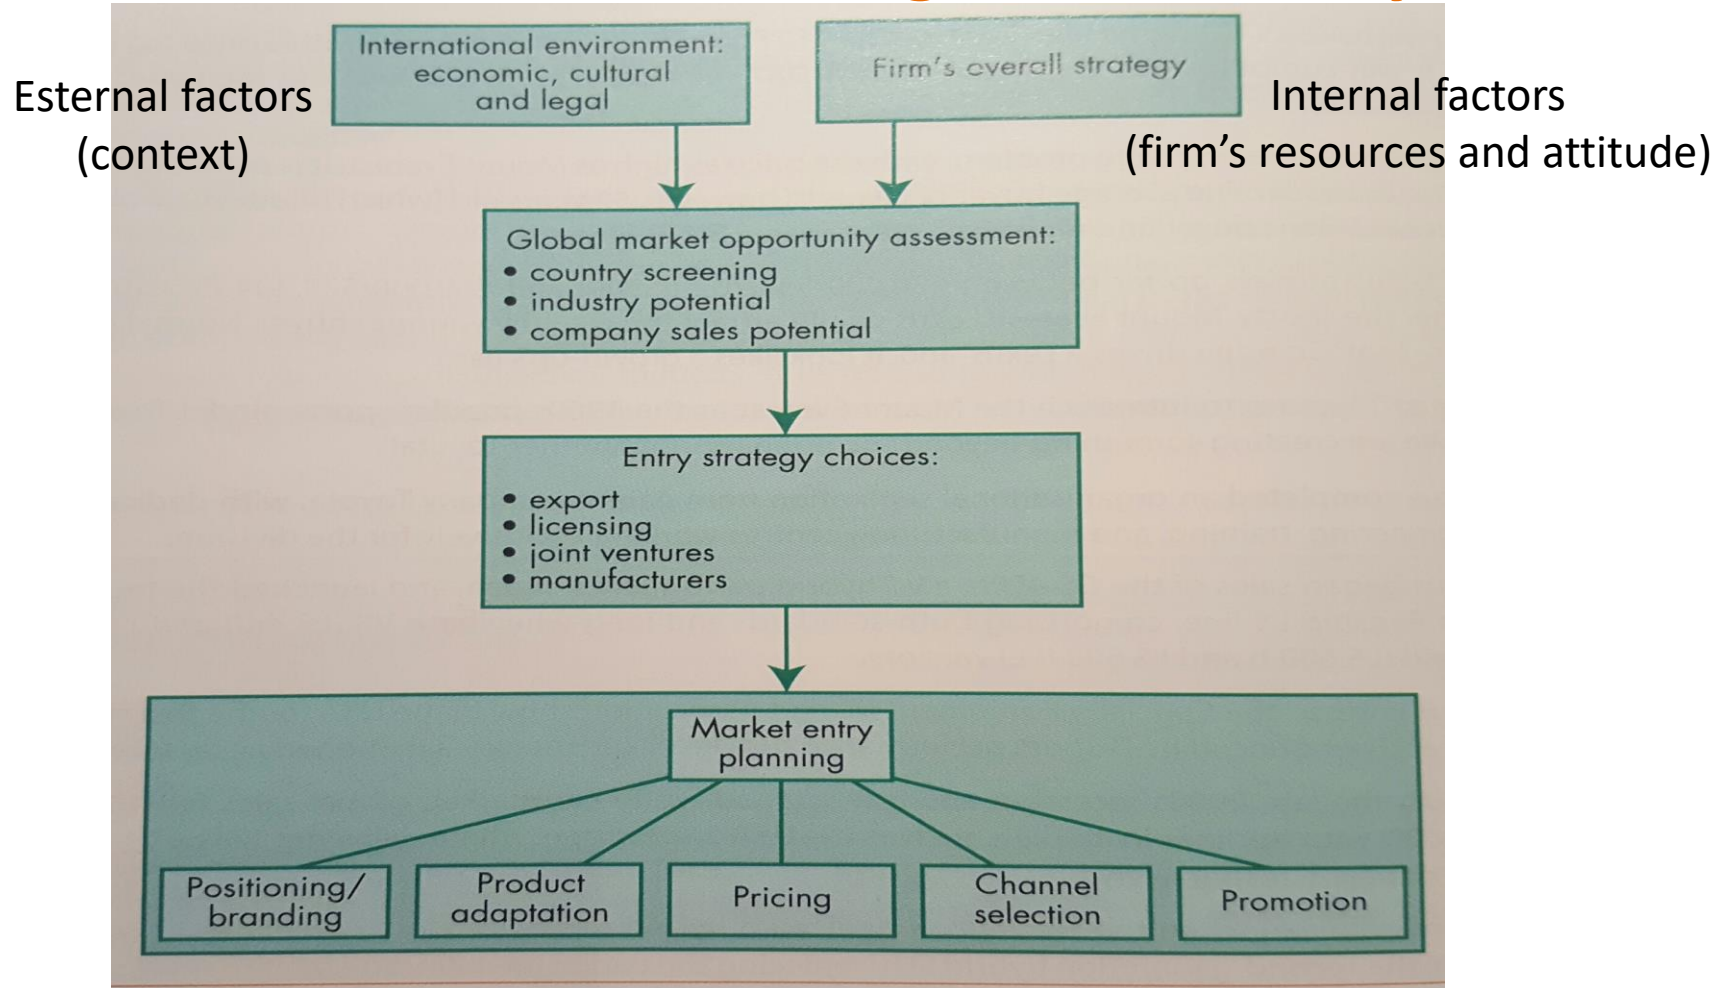 International environment:
economic, cultural
and legal
Firm's overall strategy
Esternal factors
(context)
Internal factors
(firm's resources and attitude)
Global market opportunity assessment:
• country screening
• industry potential
• company sales potential
Entry strategy choices:
• export
• licensing
• joint ventures
• manufacturers
Market entry
planning
Positioning/
branding
Product
adaptation
Pricing
Channel
selection
Promotion